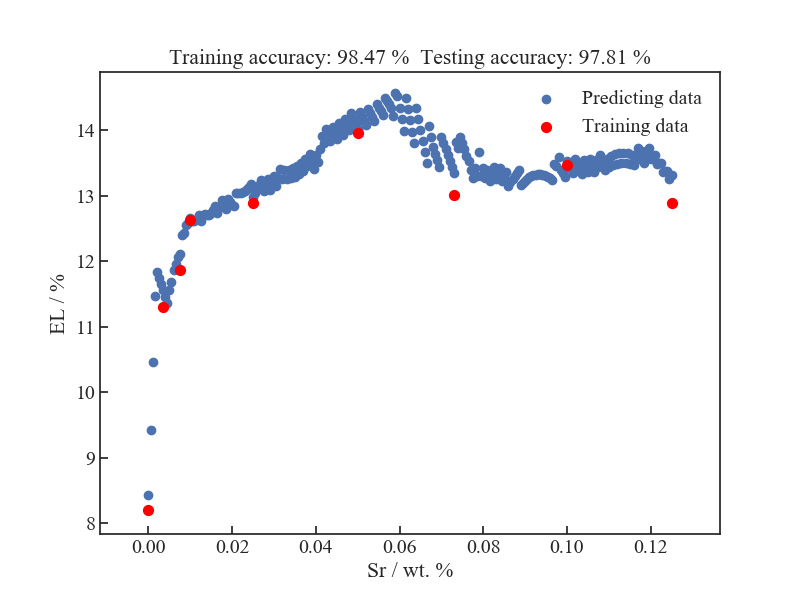 Training accuracy: 98.47 %  Testing accuracy: 97.81 %
Predicting data
Training data
14
13
12
11
10
9
8
EL / %
0.00 0.02 0.04 0.06 0.08 0.10 0.12
Sr / wt. %